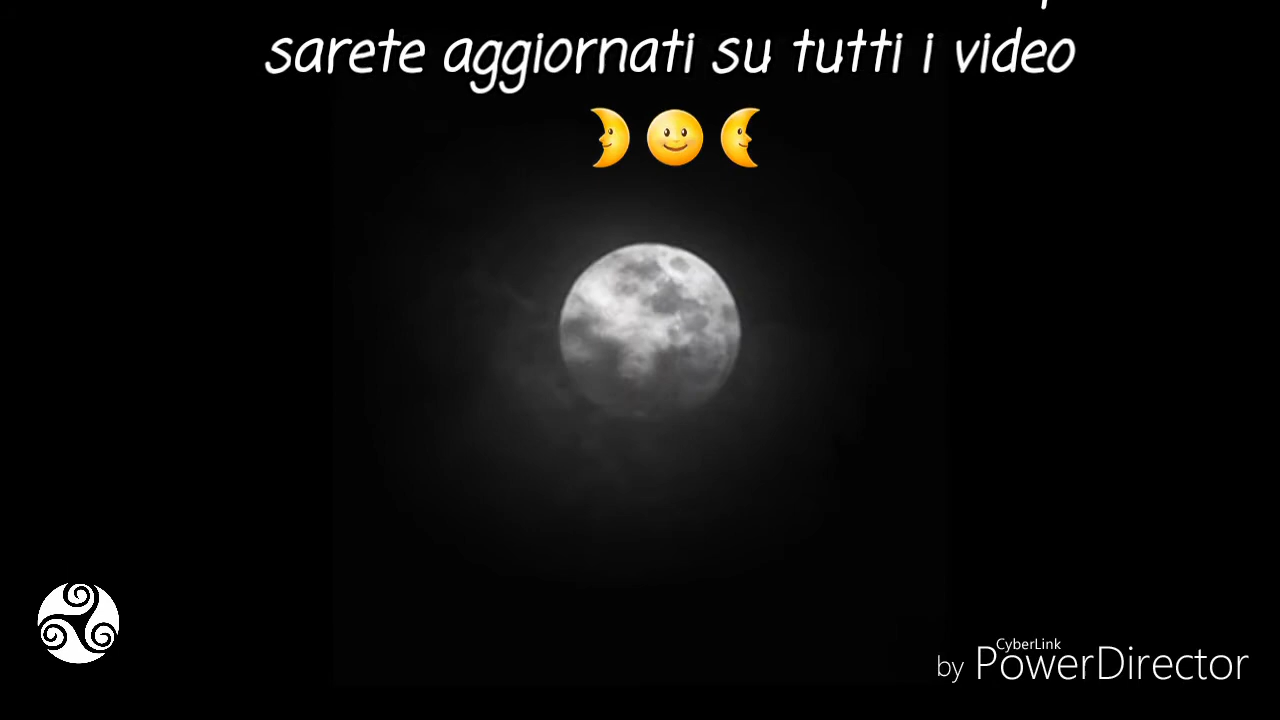 sarete aggiornati su tutti i video
🌛🌝🌜
CyberLink
by PowerDirector